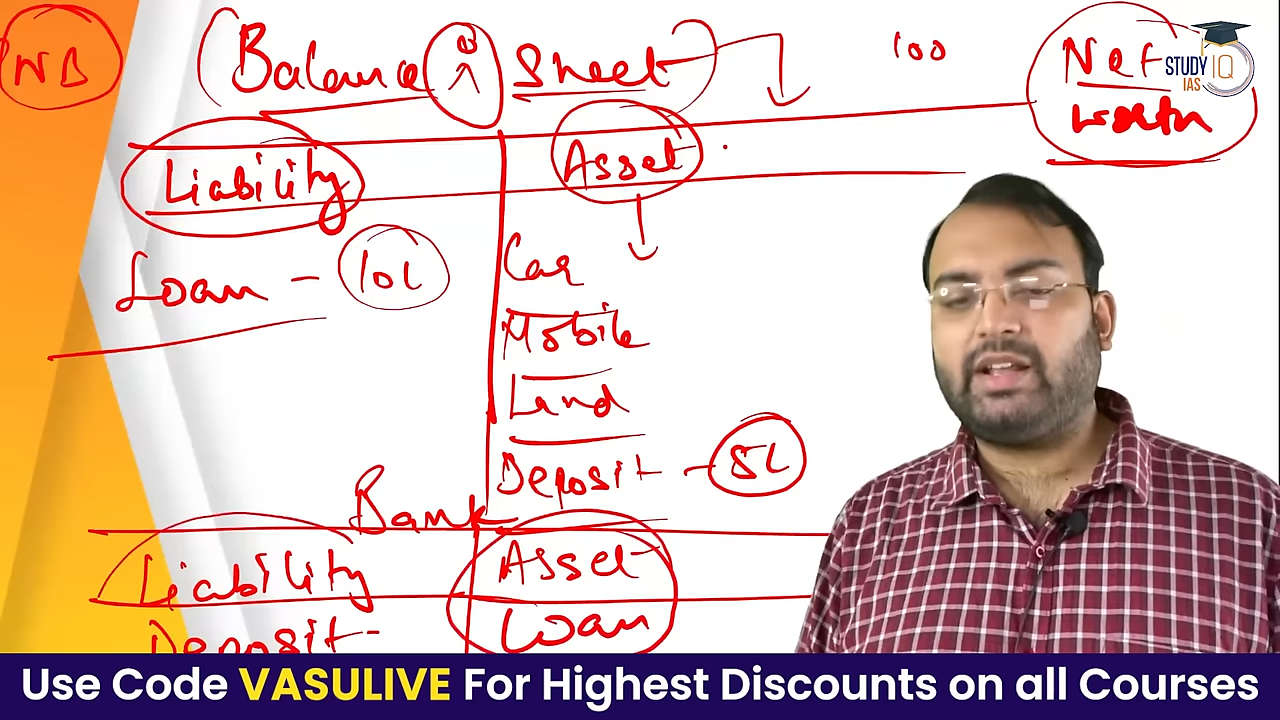 NB
Balance Sheet
100
Net
worth
STUDY IQ
IAS
Liability Asset
Loan - 10L
Car
Mobile
Land
Deposit - 5L
Bank
Liability Asset
Deposit Loan
Use Code VASULIVE For Highest Discounts on all Courses